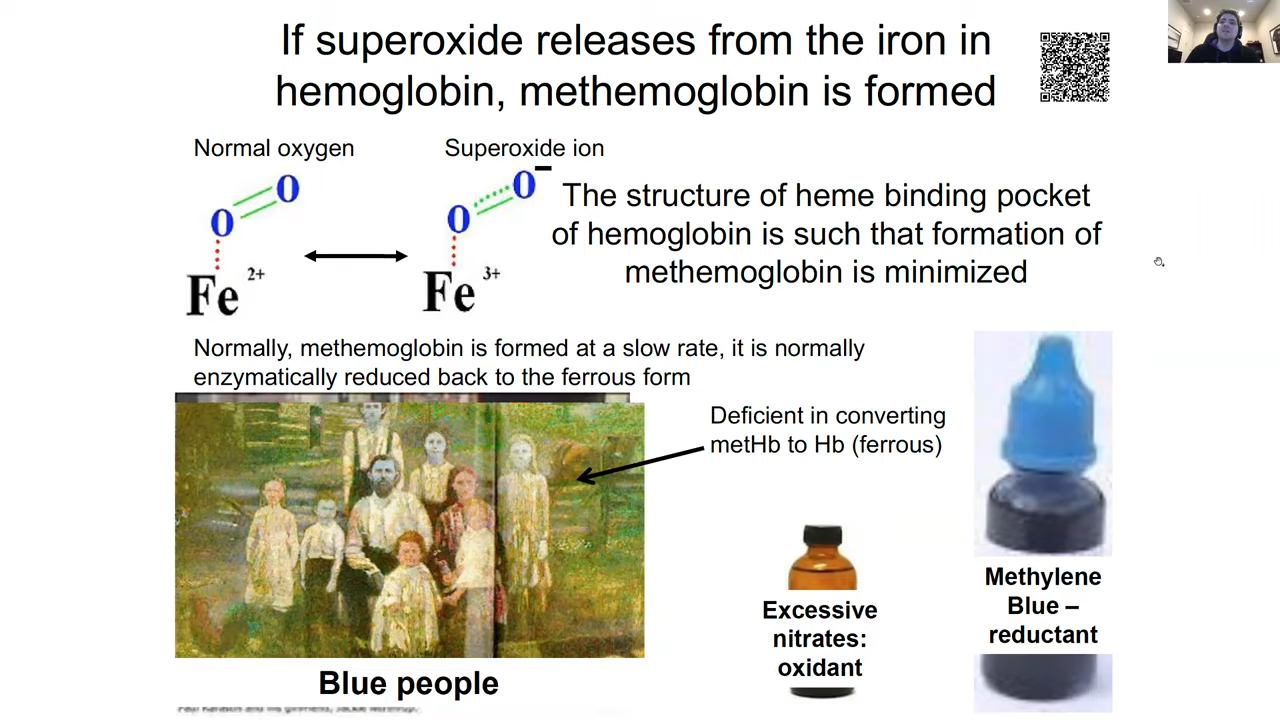 If superoxide releases from the iron in
hemoglobin, methemoglobin is formed
Normal oxygen
Superoxide ion
O
O
Fe 2+
O
O−
Fe 3+
The structure of heme binding pocket
of hemoglobin is such that formation of
methemoglobin is minimized
Normally, methemoglobin is formed at a slow rate, it is normally
enzymatically reduced back to the ferrous form
Deficient in converting
metHb to Hb (ferrous)
Blue people
Excessive
nitrates:
oxidant
Methylene
Blue –
reductant